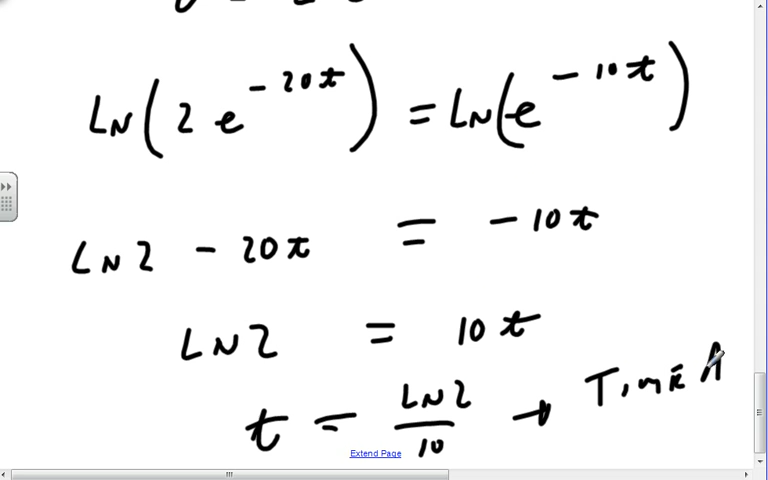 LN(2e^{-20t}) = LN(e^{-10t})
LN2 - 20t = -10t
LN2 = 10t
t = LN2/10 → Time A
Extend Page